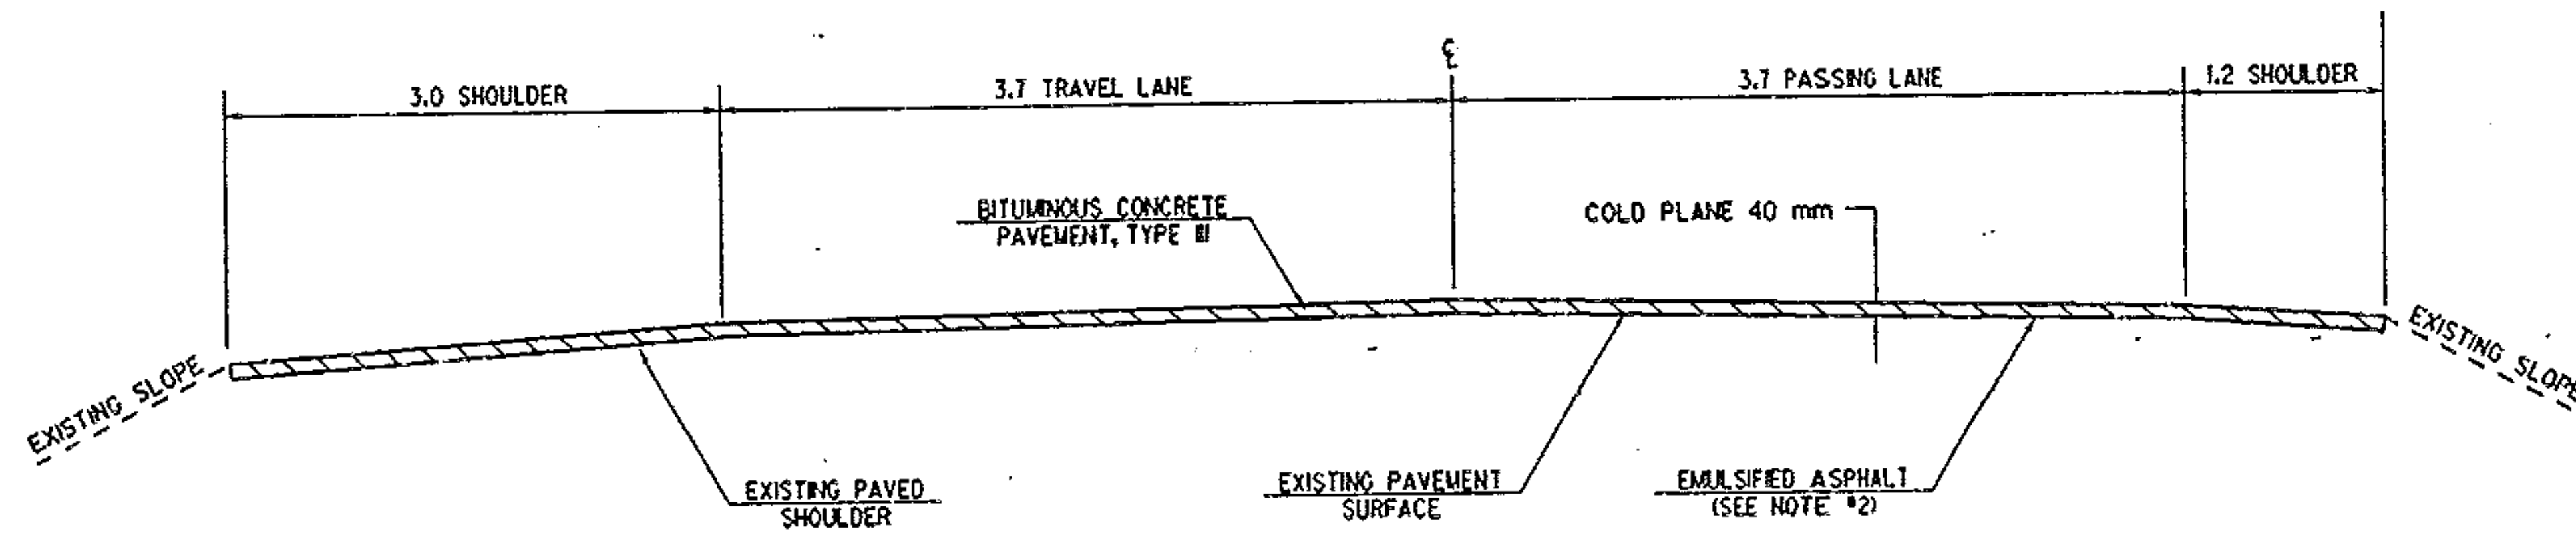 ℄
3.0 SHOULDER
3.7 TRAVEL LANE
3.7 PASSING LANE
1.2 SHOULDER
BITUMINOUS CONCRETE
PAVEMENT, TYPE III
COLD PLANE 40 mm
EXISTING SLOPE
EXISTING SLOPE
EXISTING PAVED
SHOULDER
EXISTING PAVEMENT
SURFACE
EMULSIFIED ASPHALT
(SEE NOTE #2)